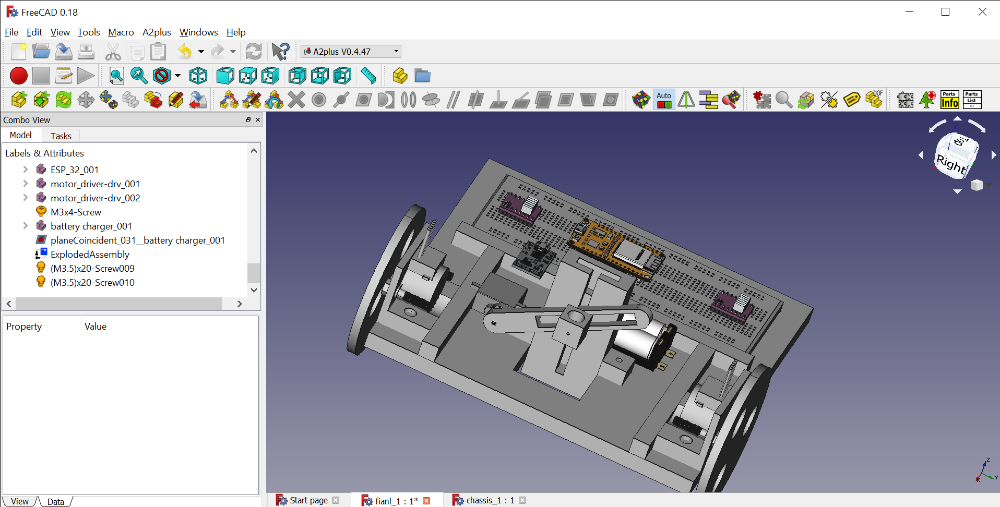 FreeCAD 0.18
File Edit View Tools Macro A2plus Windows Help
A2plus V0.4.47
Auto
DOF
Parts
Info
Parts
List
Combo View
Model Tasks
Labels & Attributes
ESP_32_001
motor_driver-drv_001
motor_driver-drv_002
M3x4-Screw
battery charger_001
planeCoincident_031__battery charger_001
ExplodedAssembly
(M3.5)x20-Screw009
(M3.5)x20-Screw010
Property Value
View Data
Z
Right
Z
Y
X
Start page
fianl_1 : 1*
chassis_1 : 1